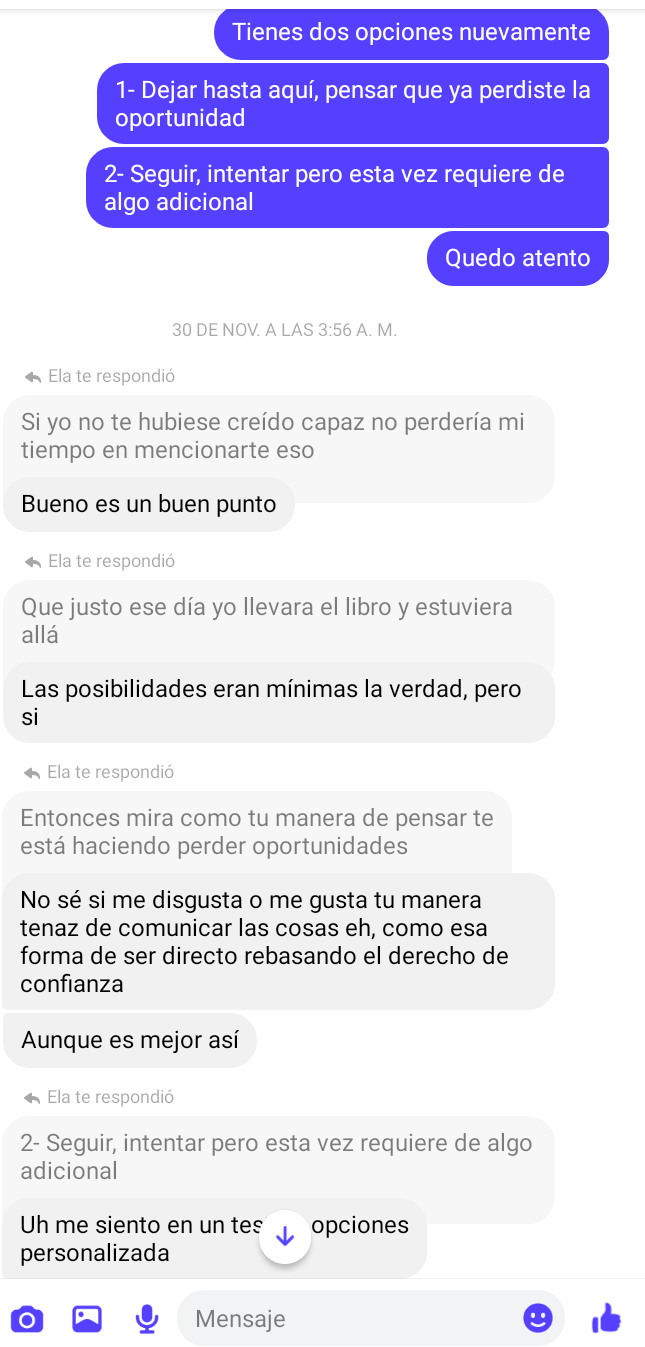 Tienes dos opciones nuevamente
1- Dejar hasta aquí, pensar que ya perdiste la
oportunidad
2- Seguir, intentar pero esta vez requiere de
algo adicional
Quedo atento
30 DE NOV. A LAS 3:56 A. M.
Ela te respondió
Si yo no te hubiese creído capaz no perdería mi
tiempo en mencionarte eso
Bueno es un buen punto
Ela te respondió
Que justo ese día yo llevara el libro y estuviera
allá
Las posibilidades eran mínimas la verdad, pero
si
Ela te respondió
Entonces mira como tu manera de pensar te
está haciendo perder oportunidades
No sé si me disgusta o me gusta tu manera
tenaz de comunicar las cosas eh, como esa
forma de ser directo rebasando el derecho de
confianza
Aunque es mejor así
Ela te respondió
2- Seguir, intentar pero esta vez requiere de algo
adicional
Uh me siento en un opciones
personalizada
Mensaje